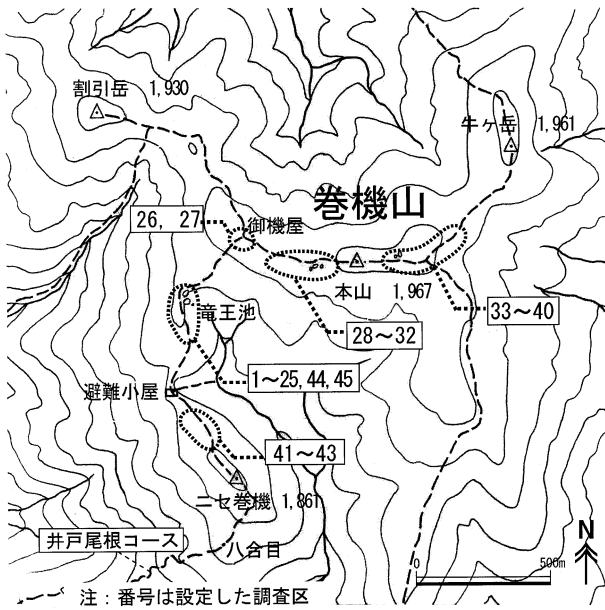 割引岳 1,930
牛ヶ岳 1,961
巻機山
26, 27
御機屋
本山 1,967
竜王池
33～40
28～32
1～25,44,45
避難小屋
41～43
ニセ巻機 1,861
井戸尾根コース
八合目
N
0 500m
注：番号は設定した調査区